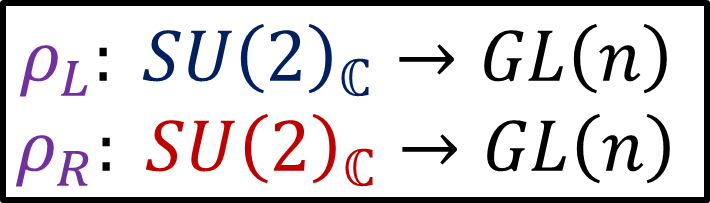 ρ_L: SU(2)_ℂ → GL(n)
ρ_R: SU(2)_ℂ → GL(n)